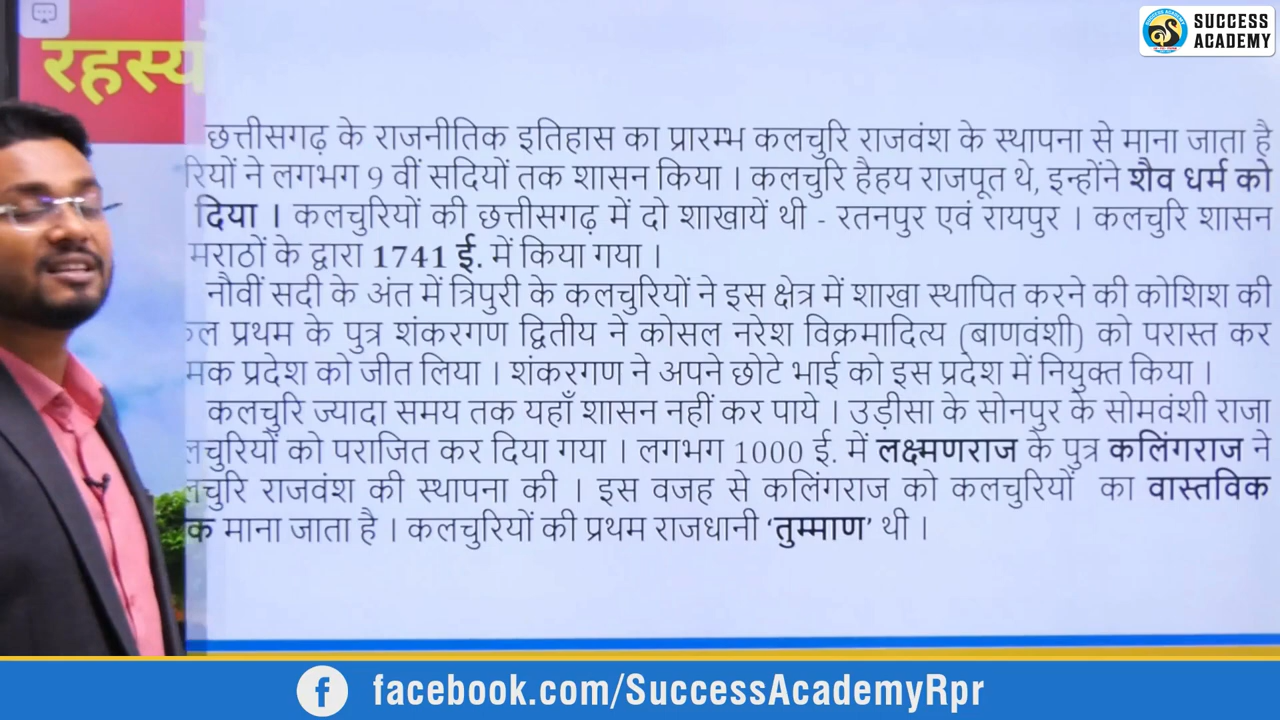 SUCCESS
ACADEMY
रहस्य
छत्तीसगढ़ के राजनीतिक इतिहास का प्रारम्भ कलचुरि राजवंश के स्थापना से माना जाता है
रियों ने लगभग 9 वीं सदियों तक शासन किया । कलचुरि हैहय राजपूत थे, इन्होंने शैव धर्म को
दिया । कलचुरियों की छत्तीसगढ़ में दो शाखायें थी - रतनपुर एवं रायपुर । कलचुरि शासन
मराठों के द्वारा 1741 ई. में किया गया ।
नौवीं सदी के अंत में त्रिपुरी के कलचुरियों ने इस क्षेत्र में शाखा स्थापित करने की कोशिश की
ल प्रथम के पुत्र शंकरगण द्वितीय ने कोसल नरेश विक्रमादित्य (बाणवंशी) को परास्त कर
मक प्रदेश को जीत लिया । शंकरगण ने अपने छोटे भाई को इस प्रदेश में नियुक्त किया ।
कलचुरि ज्यादा समय तक यहाँ शासन नहीं कर पाये । उड़ीसा के सोनपुर के सोमवंशी राजा
लचुरियों को पराजित कर दिया गया । लगभग 1000 ई. में लक्ष्मणराज के पुत्र कलिंगराज ने
लचुरि राजवंश की स्थापना की । इस वजह से कलिंगराज को कलचुरियों का वास्तविक
क माना जाता है । कलचुरियों की प्रथम राजधानी ‘तुम्माण’ थी ।
facebook.com/SuccessAcademyRpr